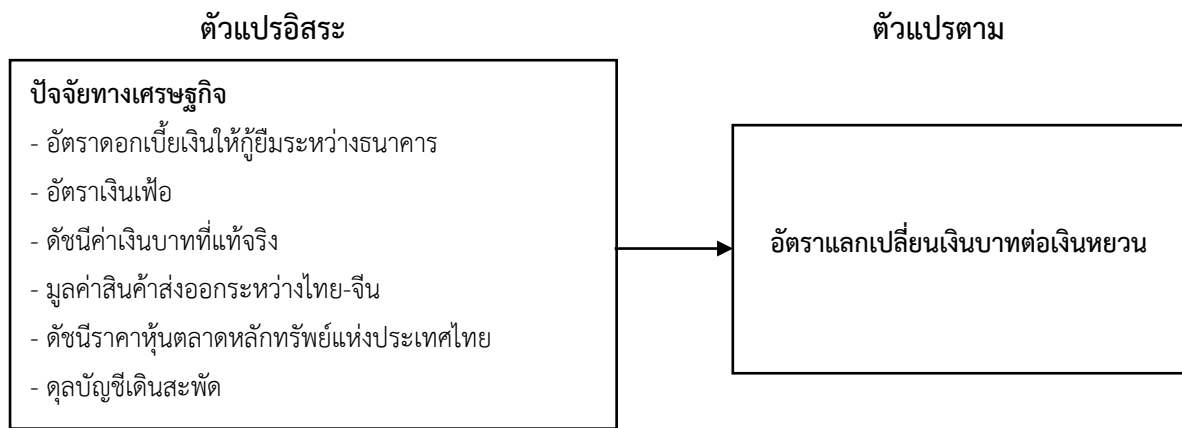 ตัวแปรอิสระ
ตัวแปรตาม
ปัจจัยทางเศรษฐกิจ
- อัตราดอกเบี้ยเงินให้กู้ยืมระหว่างธนาคาร
- อัตราเงินเฟ้อ
- ดัชนีค่าเงินบาทที่แท้จริง
- มูลค่าสินค้าส่งออกระหว่างไทย-จีน
- ดัชนีราคาหุ้นตลาดหลักทรัพย์แห่งประเทศไทย
- ดุลบัญชีเดินสะพัด
อัตราแลกเปลี่ยนเงินบาทต่อเงินหยวน